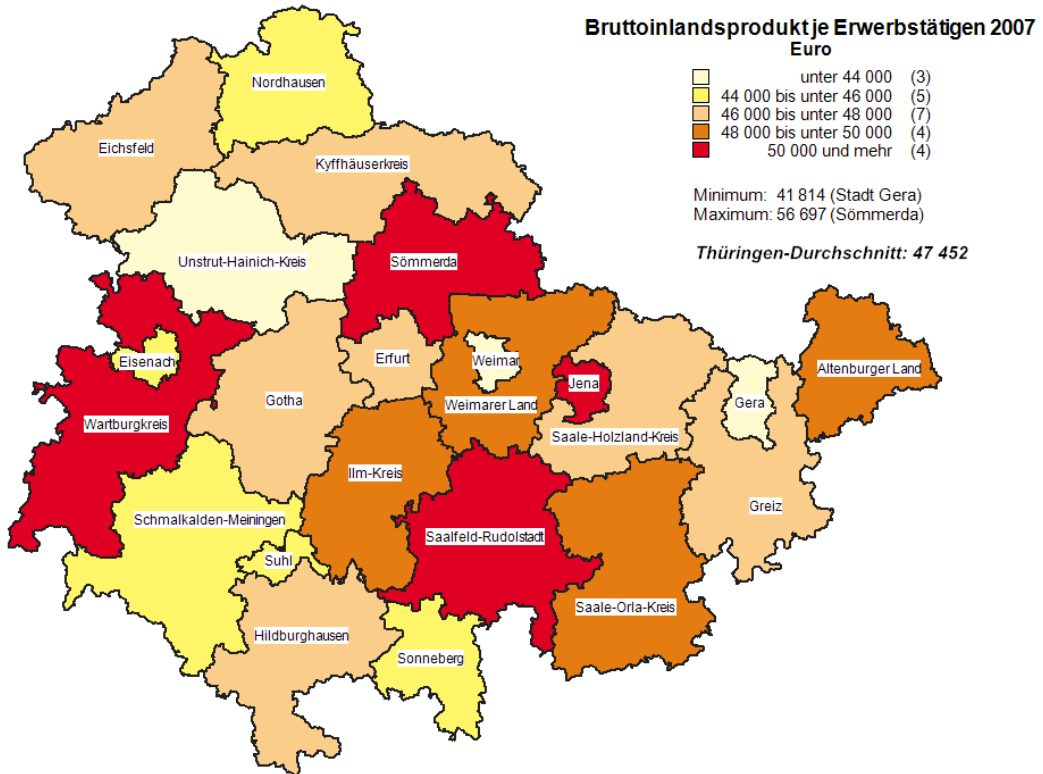 Bruttoinlandsprodukt je Erwerbstätigen 2007
Euro
unter 44 000 (3)
44 000 bis unter 46 000 (5)
46 000 bis unter 48 000 (7)
48 000 bis unter 50 000 (4)
50 000 und mehr (4)
Minimum: 41 814 (Stadt Gera)
Maximum: 56 697 (Sömmerda)
Thüringen-Durchschnitt: 47 452
Nordhausen
Eichsfeld
Kyffhäuserkreis
Unstrut-Hainich-Kreis
Sömmerda
Eisenach
Erfurt
Weimar
Altenburger Land
Jena
Gotha
Weimarer Land
Gera
Wartburgkreis
Saale-Holzland-Kreis
Ilm-Kreis
Greiz
Schmalkalden-Meiningen
Saalfeld-Rudolstadt
Suhl
Saale-Orla-Kreis
Hildburghausen
Sonneberg